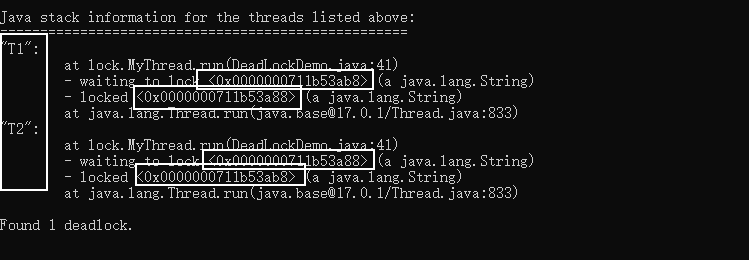 Java stack information for the threads listed above:
===================================================
"T1":
at lock.MyThread.run(DeadLockDemo.java:41)
- waiting to lock <0x0000000711b53ab8> (a java.lang.String)
- locked <0x0000000711b53a88> (a java.lang.String)
at java.lang.Thread.run(java.base@17.0.1/Thread.java:833)
"T2":
at lock.MyThread.run(DeadLockDemo.java:41)
- waiting to lock <0x0000000711b53a88> (a java.lang.String)
- locked <0x0000000711b53ab8> (a java.lang.String)
at java.lang.Thread.run(java.base@17.0.1/Thread.java:833)
Found 1 deadlock.